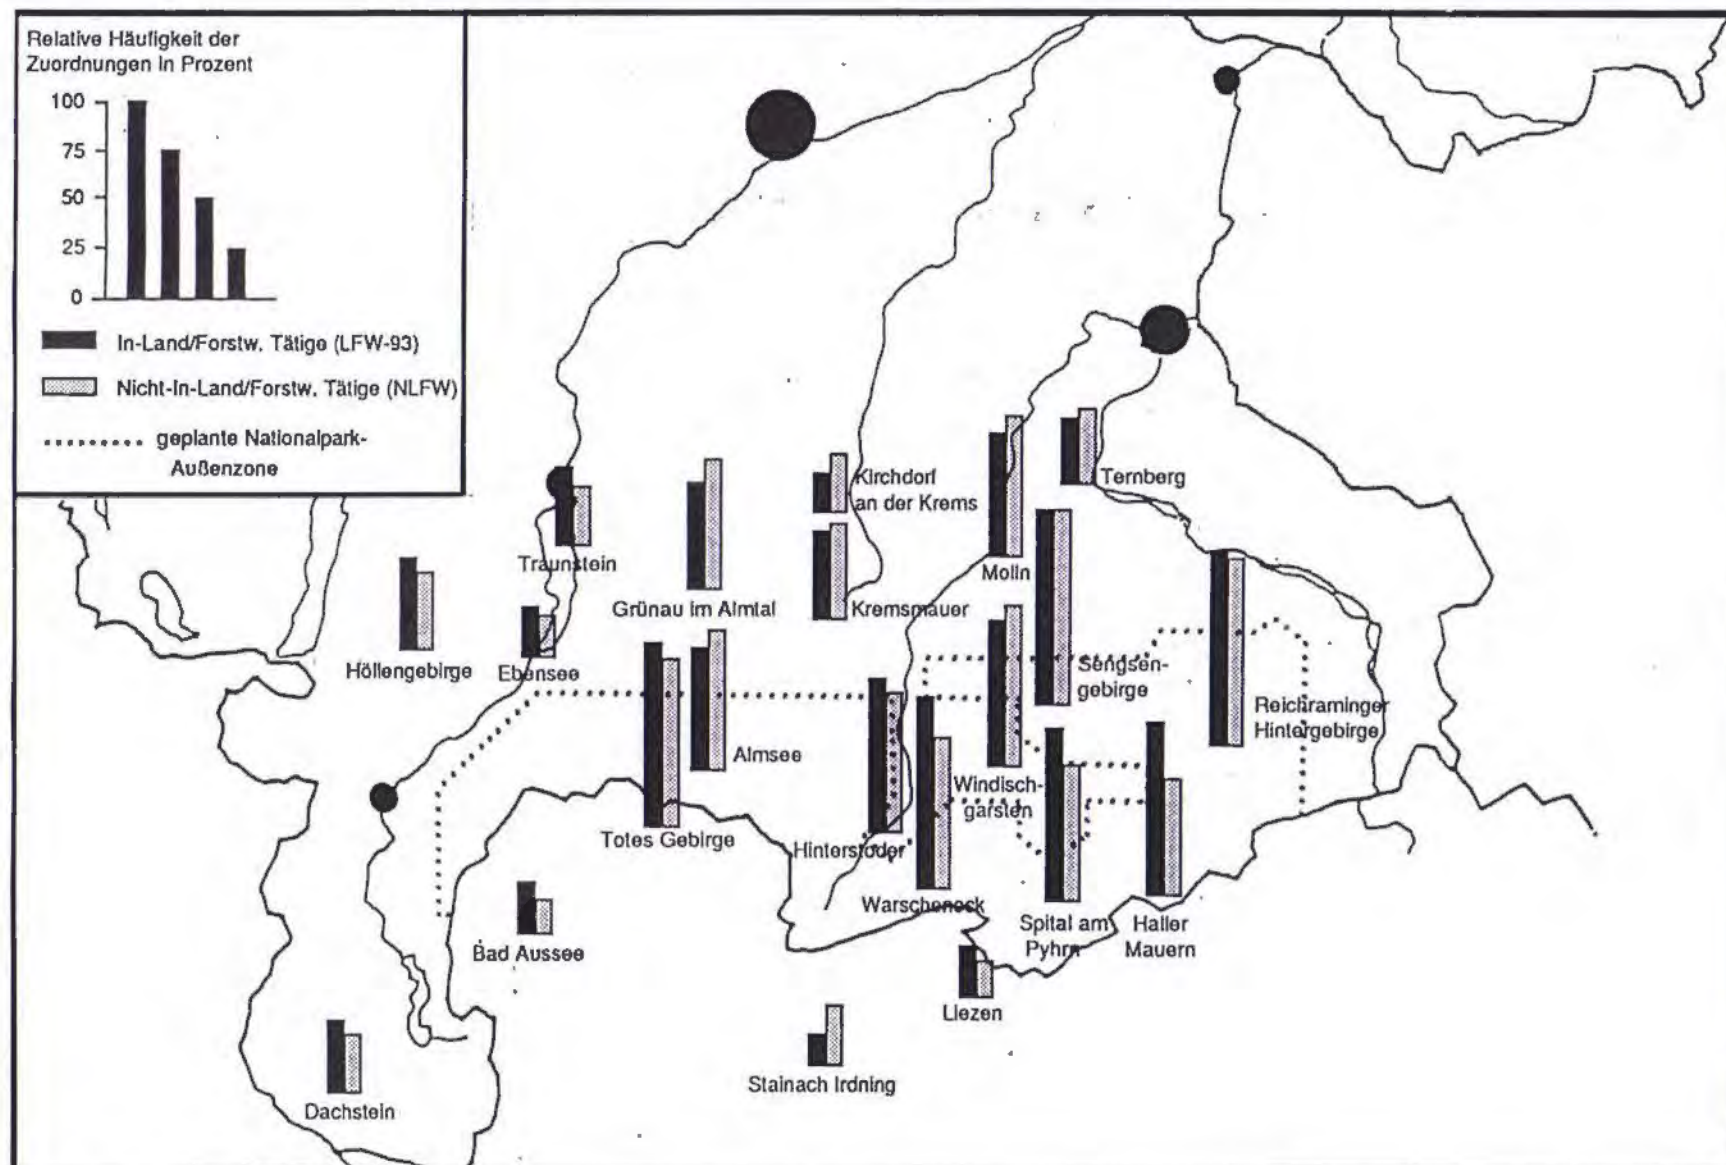 Relative Häufigkeit der
Zuordnungen in Prozent
100
75
50
25
0
In-Land/Forstw. Tätige (LFW-93)
Nicht-In-Land/Forstw. Tätige (NLFW)
geplante Nationalpark-
Außenzone
Kirchdorf
an der Krems
Ternberg
Traunstein
Molln
Grünau im Almtal
Kremsmauer
Höllengebirge
Ebensee
Sengsen-
gebirge
Reichraminger
Hintergebirge
Almsee
Windisch-
garsten
Totes Gebirge
Hinterstoder
Warscheneck
Spital am
Pyhrn
Haller
Mauern
Bad Aussee
Liezen
Stainach Irdning
Dachstein